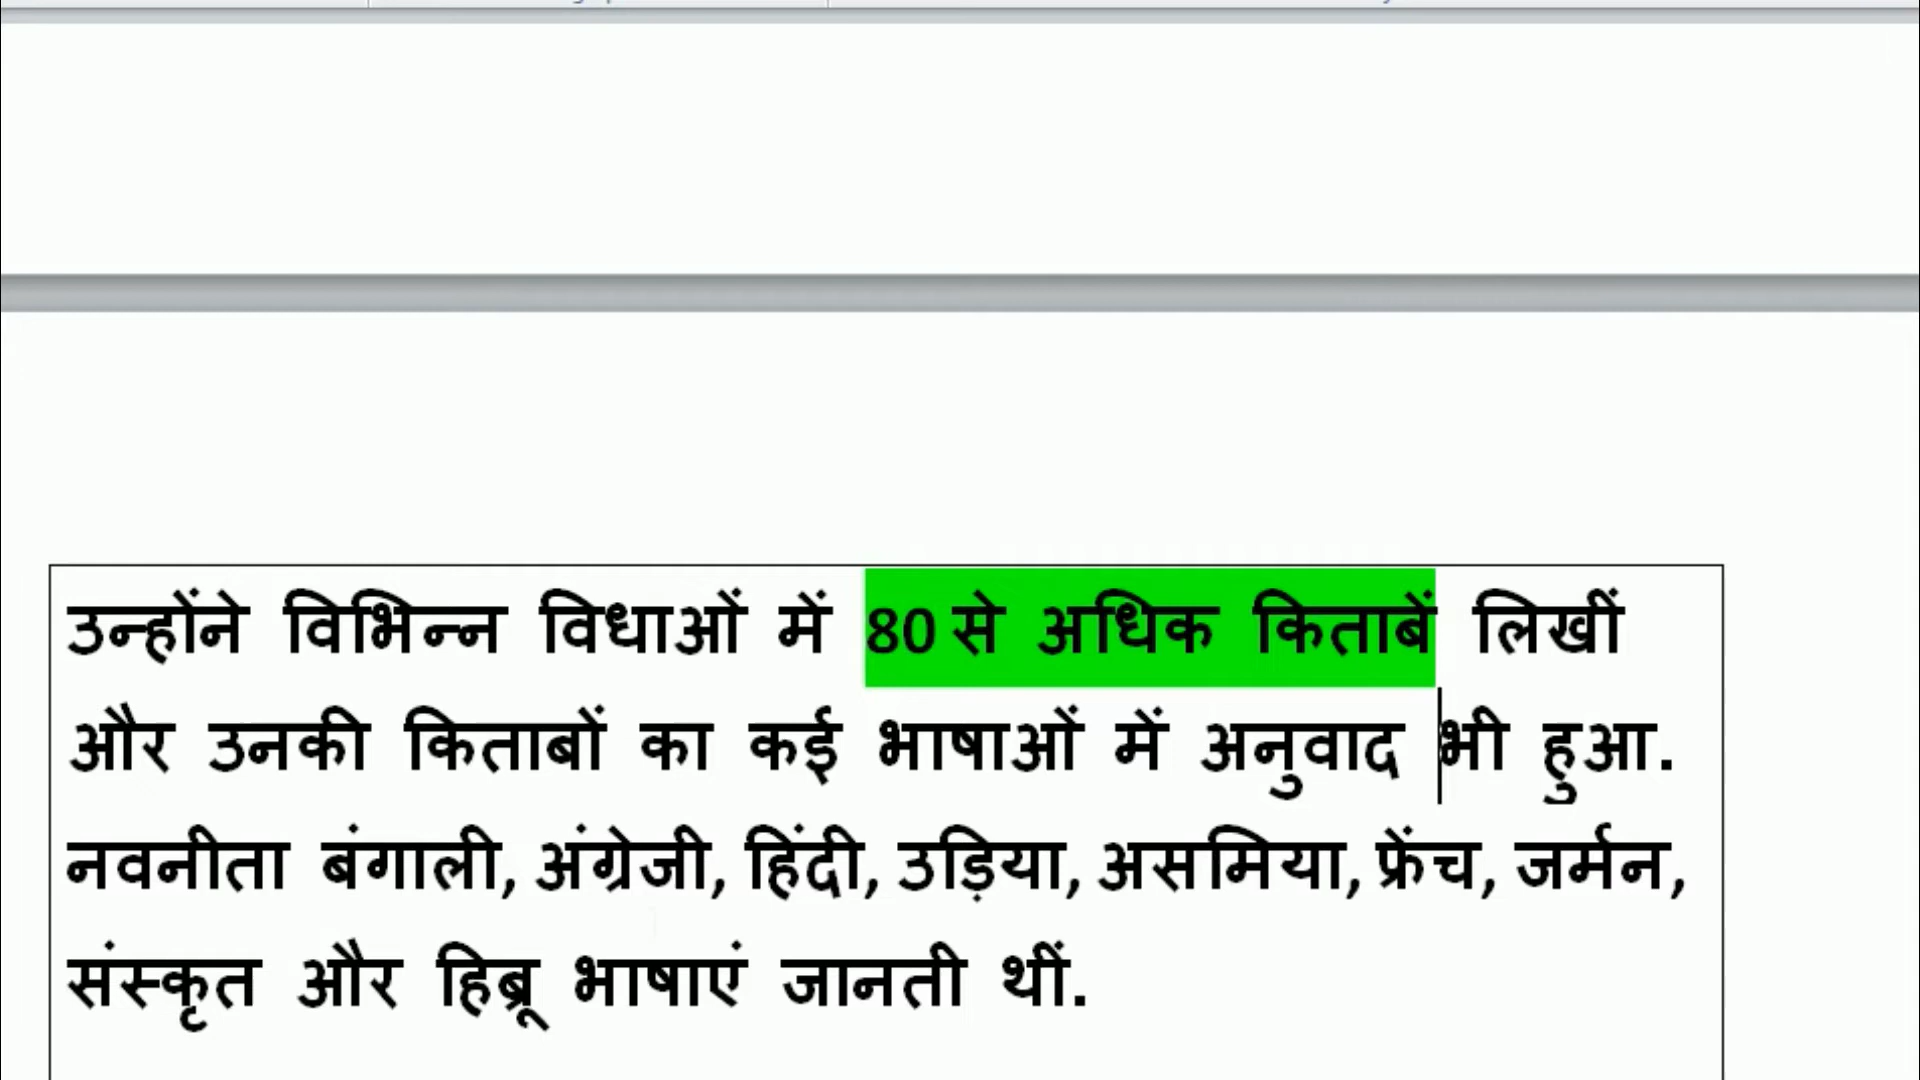 उन्होंने विभिन्न विधाओं में 80 से अधिक किताबें लिखीं
और उनकी किताबों का कई भाषाओं में अनुवाद भी हुआ.
नवनीता बंगाली, अंग्रेजी, हिंदी, उड़िया, असमिया, फ्रेंच, जर्मन,
संस्कृत और हिब्रू भाषाएं जानती थीं.